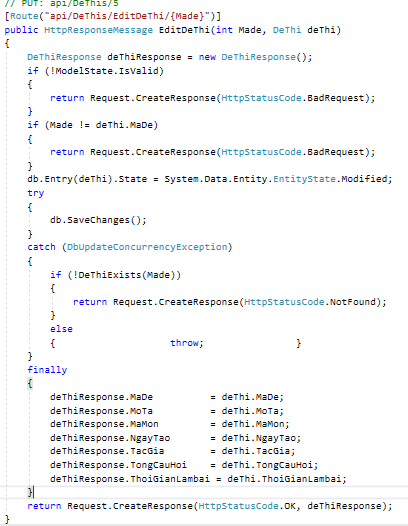 // PUT: api/DeThis/5
[Route("api/DeThis/EditDeThi/{Made}")]
public HttpResponseMessage EditDeThi(int Made, DeThi deThi)
{
DeThiResponse deThiResponse = new DeThiResponse();
if (!ModelState.IsValid)
{
return Request.CreateResponse(HttpStatusCode.BadRequest);
}
if (Made != deThi.MaDe)
{
return Request.CreateResponse(HttpStatusCode.BadRequest);
}
db.Entry(deThi).State = System.Data.Entity.EntityState.Modified;
try
{
db.SaveChanges();
}
catch (DbUpdateConcurrencyException)
{
if (!DeThiExists(Made))
{
return Request.CreateResponse(HttpStatusCode.NotFound);
}
else
{ throw; }
}
finally
{
deThiResponse.MaDe = deThi.MaDe;
deThiResponse.MoTa = deThi.MoTa;
deThiResponse.MaMon = deThi.MaMon;
deThiResponse.NgayTao = deThi.NgayTao;
deThiResponse.TacGia = deThi.TacGia;
deThiResponse.TongCauHoi = deThi.TongCauHoi;
deThiResponse.ThoiGianLambai = deThi.ThoiGianLambai;
}
return Request.CreateResponse(HttpStatusCode.OK, deThiResponse);
}